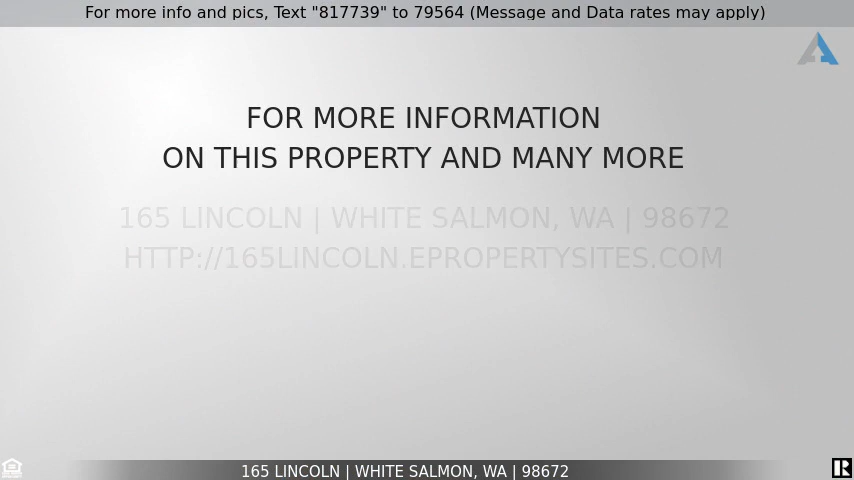 For more info and pics, Text "817739" to 79564 (Message and Data rates may apply)
FOR MORE INFORMATION
ON THIS PROPERTY AND MANY MORE
165 LINCOLN | WHITE SALMON, WA | 98672
HTTP://165LINCOLN.EPROPERTYSITES.COM
165 LINCOLN | WHITE SALMON, WA | 98672